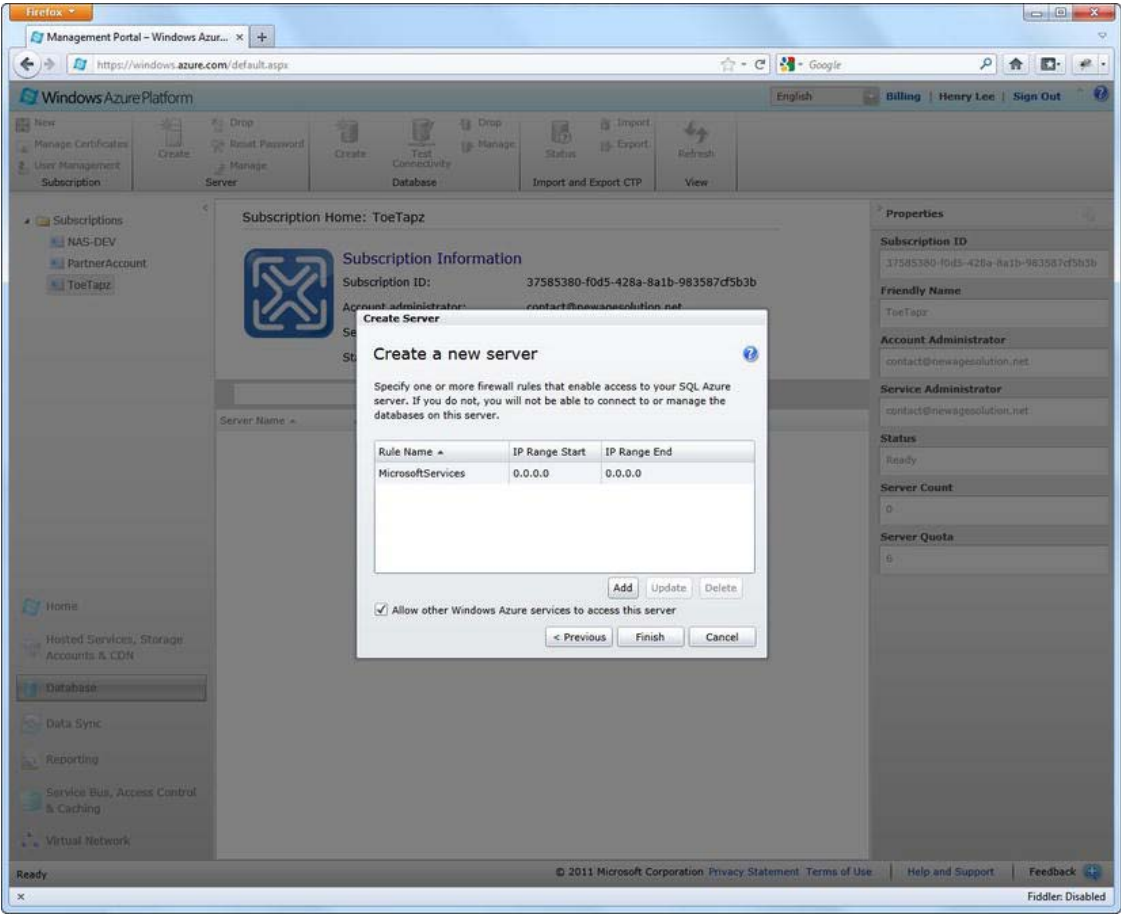 Firefox
Management Portal – Windows Azur... × +
https://windows.azure.com/default.aspx Google
Windows Azure Platform English Billing | Henry Lee | Sign Out
New Drop Drop Import
Manage Certificates Create Reset Password Create Test Connectivity Manage Status Export Refresh
User Management Manage
Subscription Server Database Import and Export CTP View
Subscriptions
NAS-DEV
PartnerAccount
ToeTapz
Subscription Home: ToeTapz
Subscription Information
Subscription ID: 37585380-f0d5-428a-8a1b-983587cf5b3b
Account administrator: contact@newagesolution.net
Se
St
Server Name
Create Server
Create a new server
Specify one or more firewall rules that enable access to your SQL Azure
server. If you do not, you will not be able to connect to or manage the
databases on this server.
Rule Name IP Range Start IP Range End
MicrosoftServices 0.0.0.0 0.0.0.0
Add Update Delete
Allow other Windows Azure services to access this server
< Previous Finish Cancel
Properties
Subscription ID
37585380-f0d5-428a-8a1b-983587cf5b3b
Friendly Name
ToeTapz
Account Administrator
contact@newagesolution.net
Service Administrator
contact@newagesolution.net
Status
Ready
Server Count
0
Server Quota
6
Home
Hosted Services, Storage
Accounts & CDN
Database
Data Sync
Reporting
Service Bus, Access Control
& Caching
Virtual Network
Ready © 2011 Microsoft Corporation Privacy Statement Terms of Use Help and Support Feedback
× Fiddler: Disabled